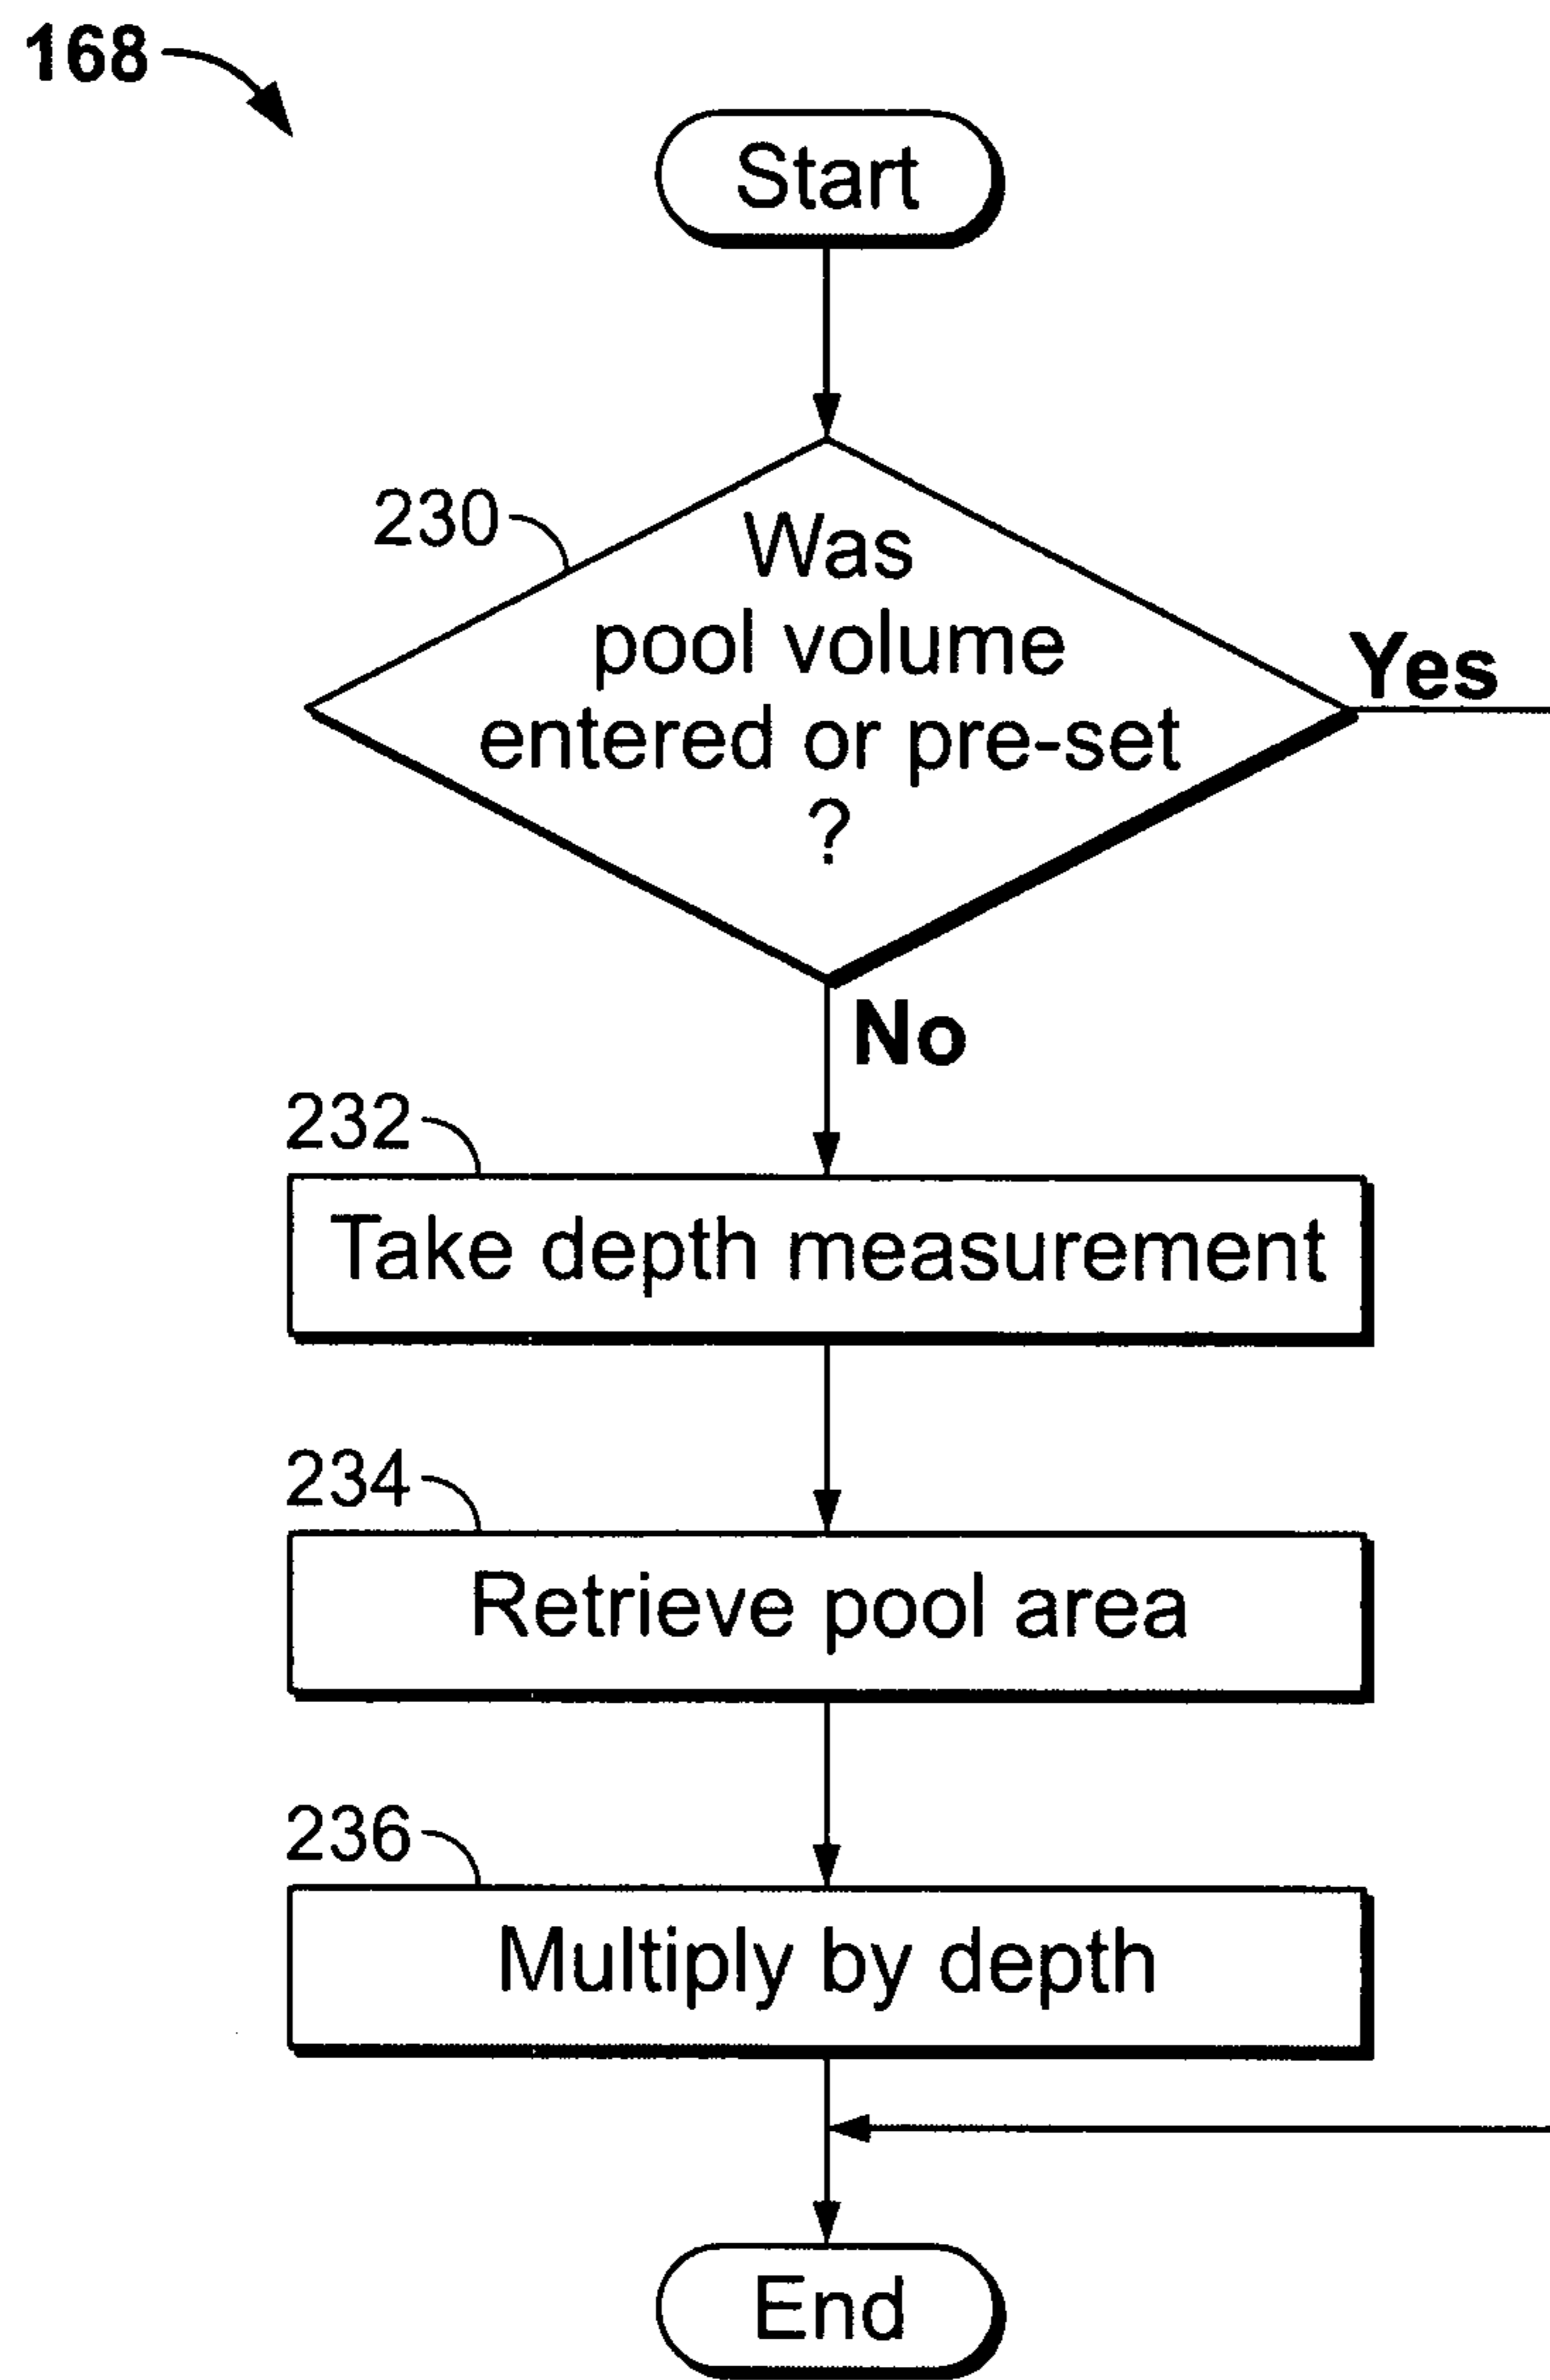 168
Start
230
Was
pool volume
entered or pre-set
?
Yes
No
232
Take depth measurement
234
Retrieve pool area
236
Multiply by depth
End